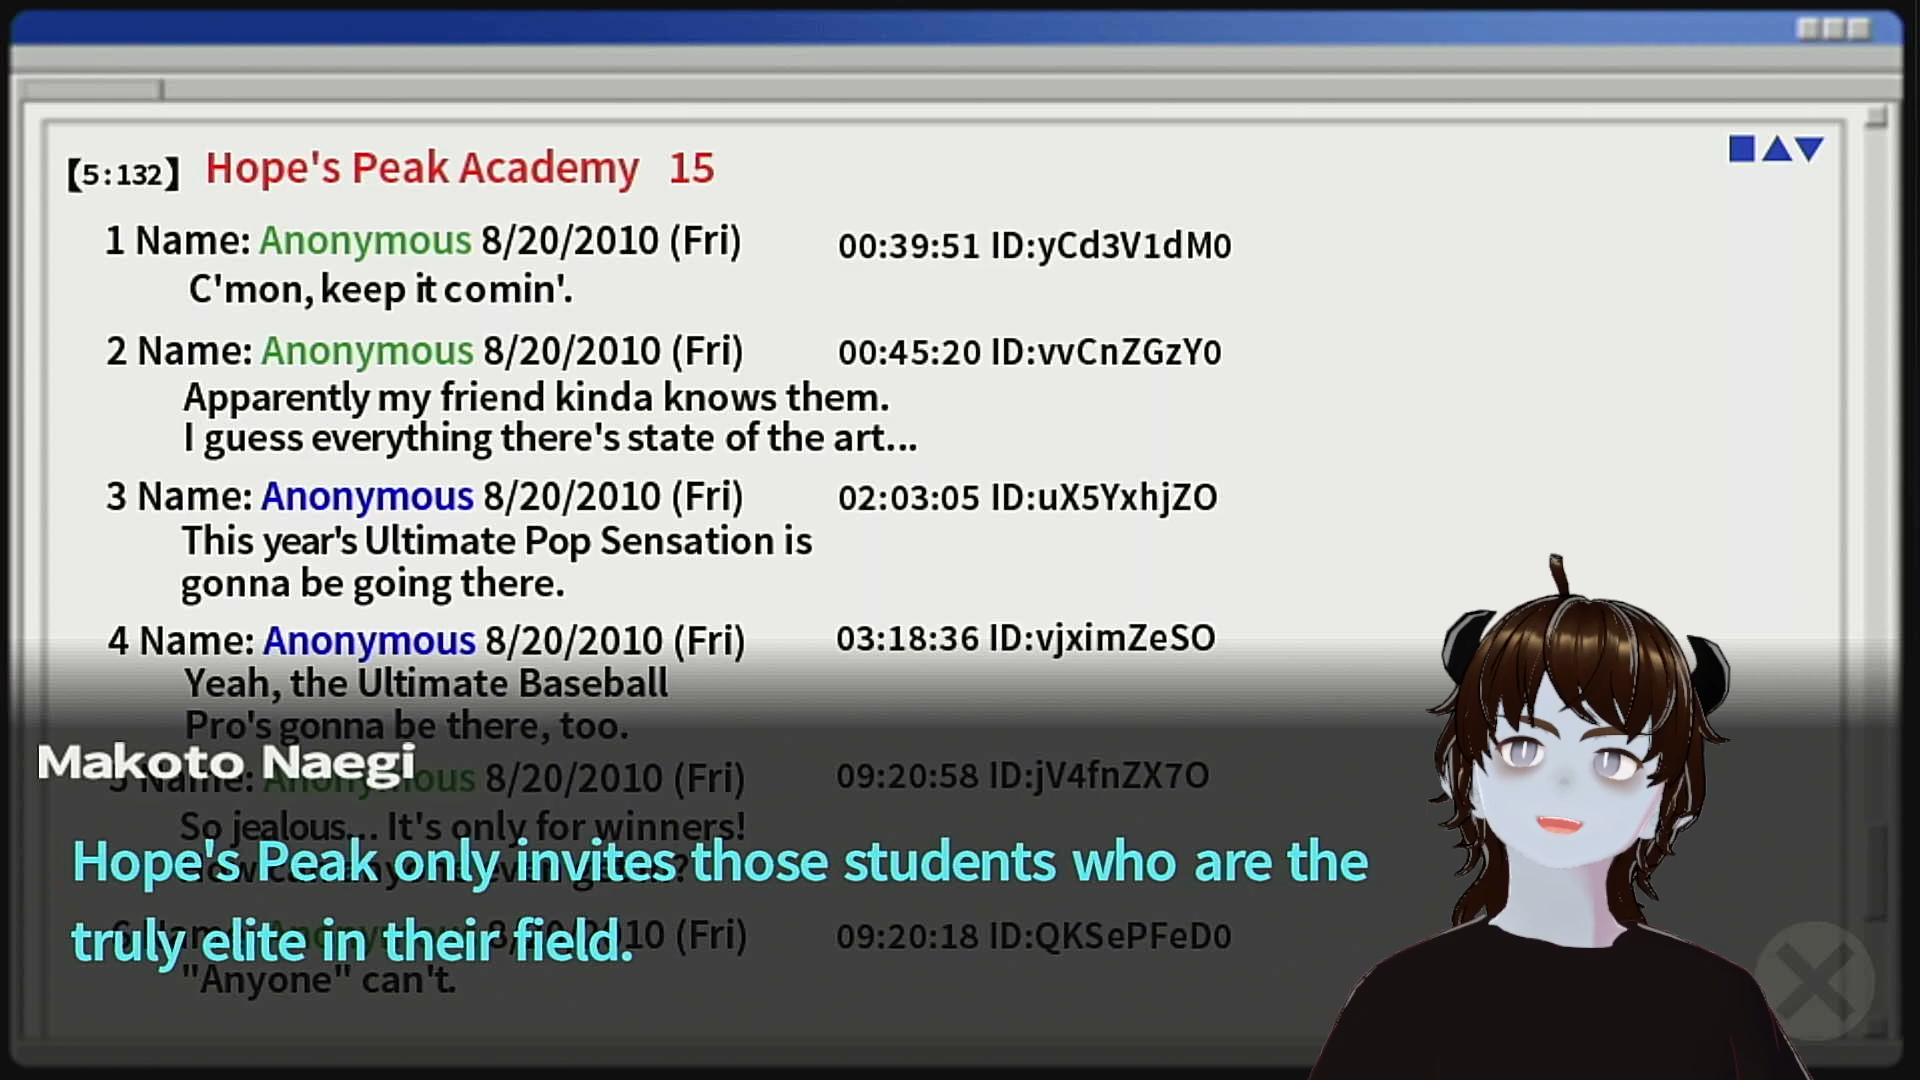 【5:132】 Hope's Peak Academy 15
1 Name: Anonymous 8/20/2010 (Fri) 00:39:51 ID:yCd3V1dM0
C'mon, keep it comin'.
2 Name: Anonymous 8/20/2010 (Fri) 00:45:20 ID:vvCnZGzY0
Apparently my friend kinda knows them.
I guess everything there's state of the art...
3 Name: Anonymous 8/20/2010 (Fri) 02:03:05 ID:uX5YxhjZO
This year's Ultimate Pop Sensation is
gonna be going there.
4 Name: Anonymous 8/20/2010 (Fri) 03:18:36 ID:vjximZeSO
Yeah, the Ultimate Baseball
Pro's gonna be there, too.
Makoto Naegi
5 Name: Anonymous 8/20/2010 (Fri) 09:20:58 ID:jV4fnZX7O
So jealous... It's only for winners!
Hope's Peak only invites those students who are the
truly elite in their field.
(Fri) 09:20:18 ID:QKSePFeD0
"Anyone" can't.